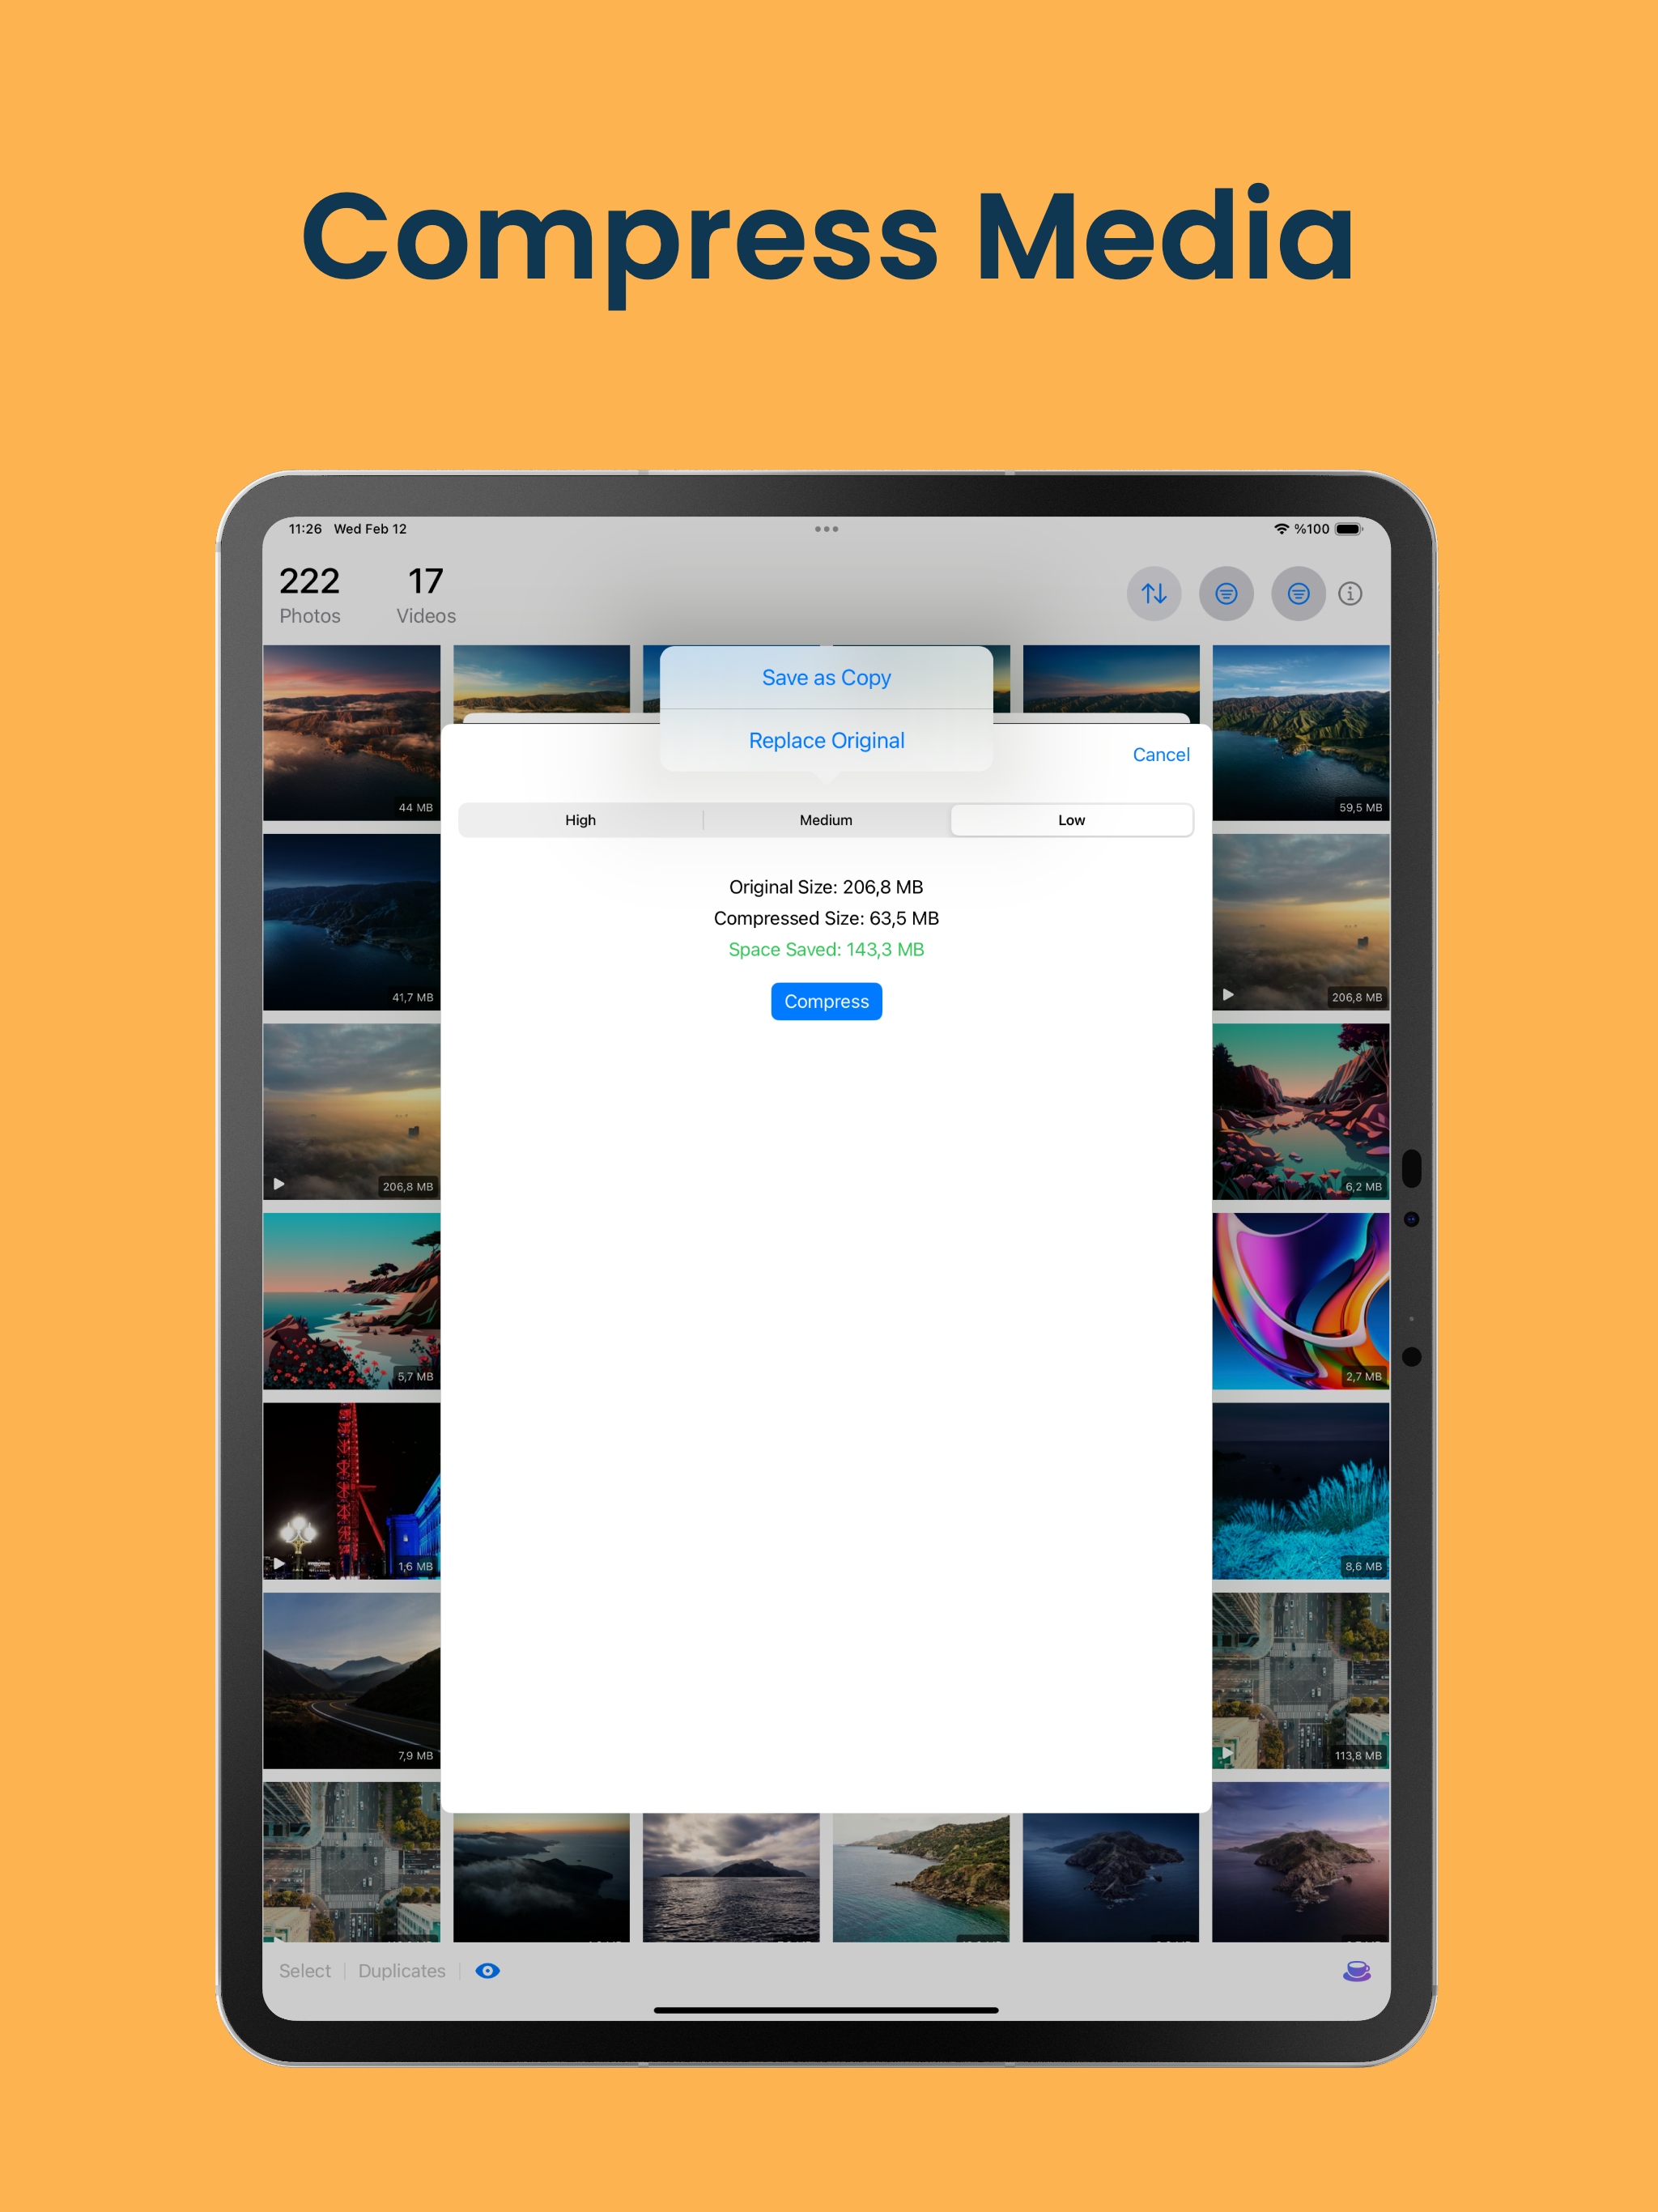 Compress Media
11:26 Wed Feb 12
%100
222 17
Photos Videos
Save as Copy
Replace Original
Cancel
44 MB
59,5 MB
High Medium Low
Original Size: 206,8 MB
Compressed Size: 63,5 MB
Space Saved: 143,3 MB
Compress
41,7 MB
206,8 MB
206,8 MB
6,2 MB
5,7 MB
2,7 MB
1,6 MB
8,6 MB
7,9 MB
113,8 MB
Select Duplicates